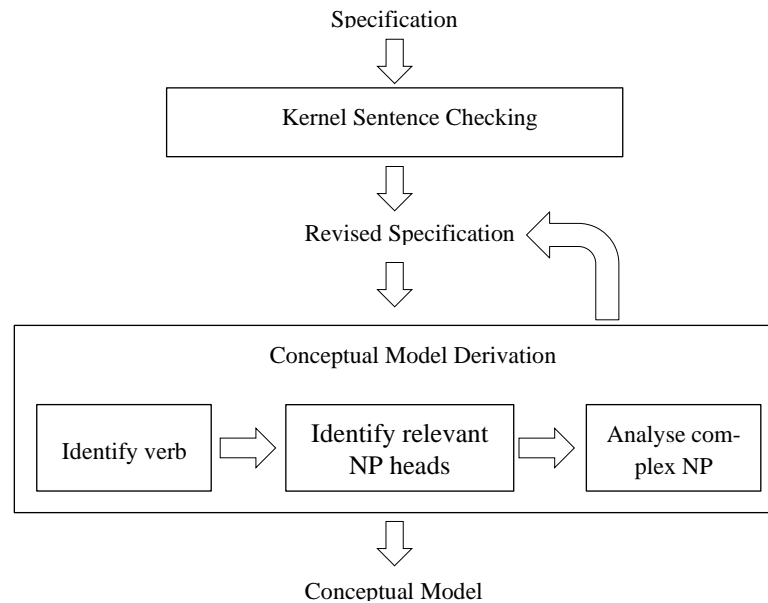 Specification
Kernel Sentence Checking
Revised Specification
Conceptual Model Derivation
Identify verb
Identify relevant
NP heads
Analyse com-
plex NP
Conceptual Model